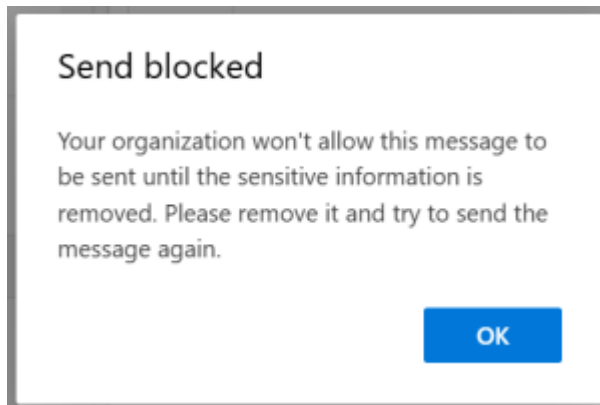 Send blocked
Your organization won't allow this message to
be sent until the sensitive information is
removed. Please remove it and try to send the
message again.
OK